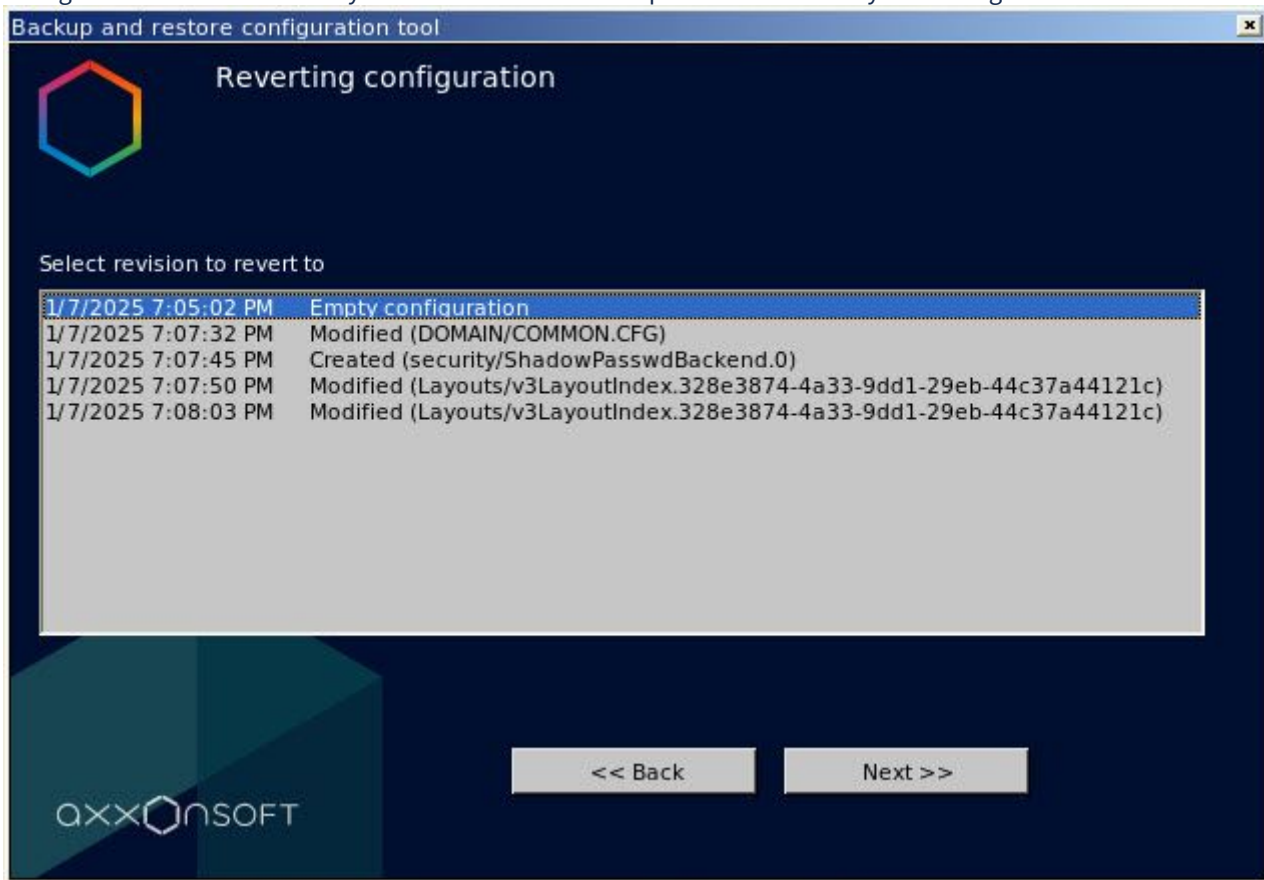 Backup and restore configuration tool
Reverting configuration
Select revision to revert to
1/7/2025 7:05:02 PM Empty configuration
1/7/2025 7:07:32 PM Modified (DOMAIN/COMMON.CFG)
1/7/2025 7:07:45 PM Created (security/ShadowPasswdBackend.0)
1/7/2025 7:07:50 PM Modified (Layouts/v3LayoutIndex.328e3874-4a33-9dd1-29eb-44c37a44121c)
1/7/2025 7:08:03 PM Modified (Layouts/v3LayoutIndex.328e3874-4a33-9dd1-29eb-44c37a44121c)
<< Back Next >>
axxonsoft